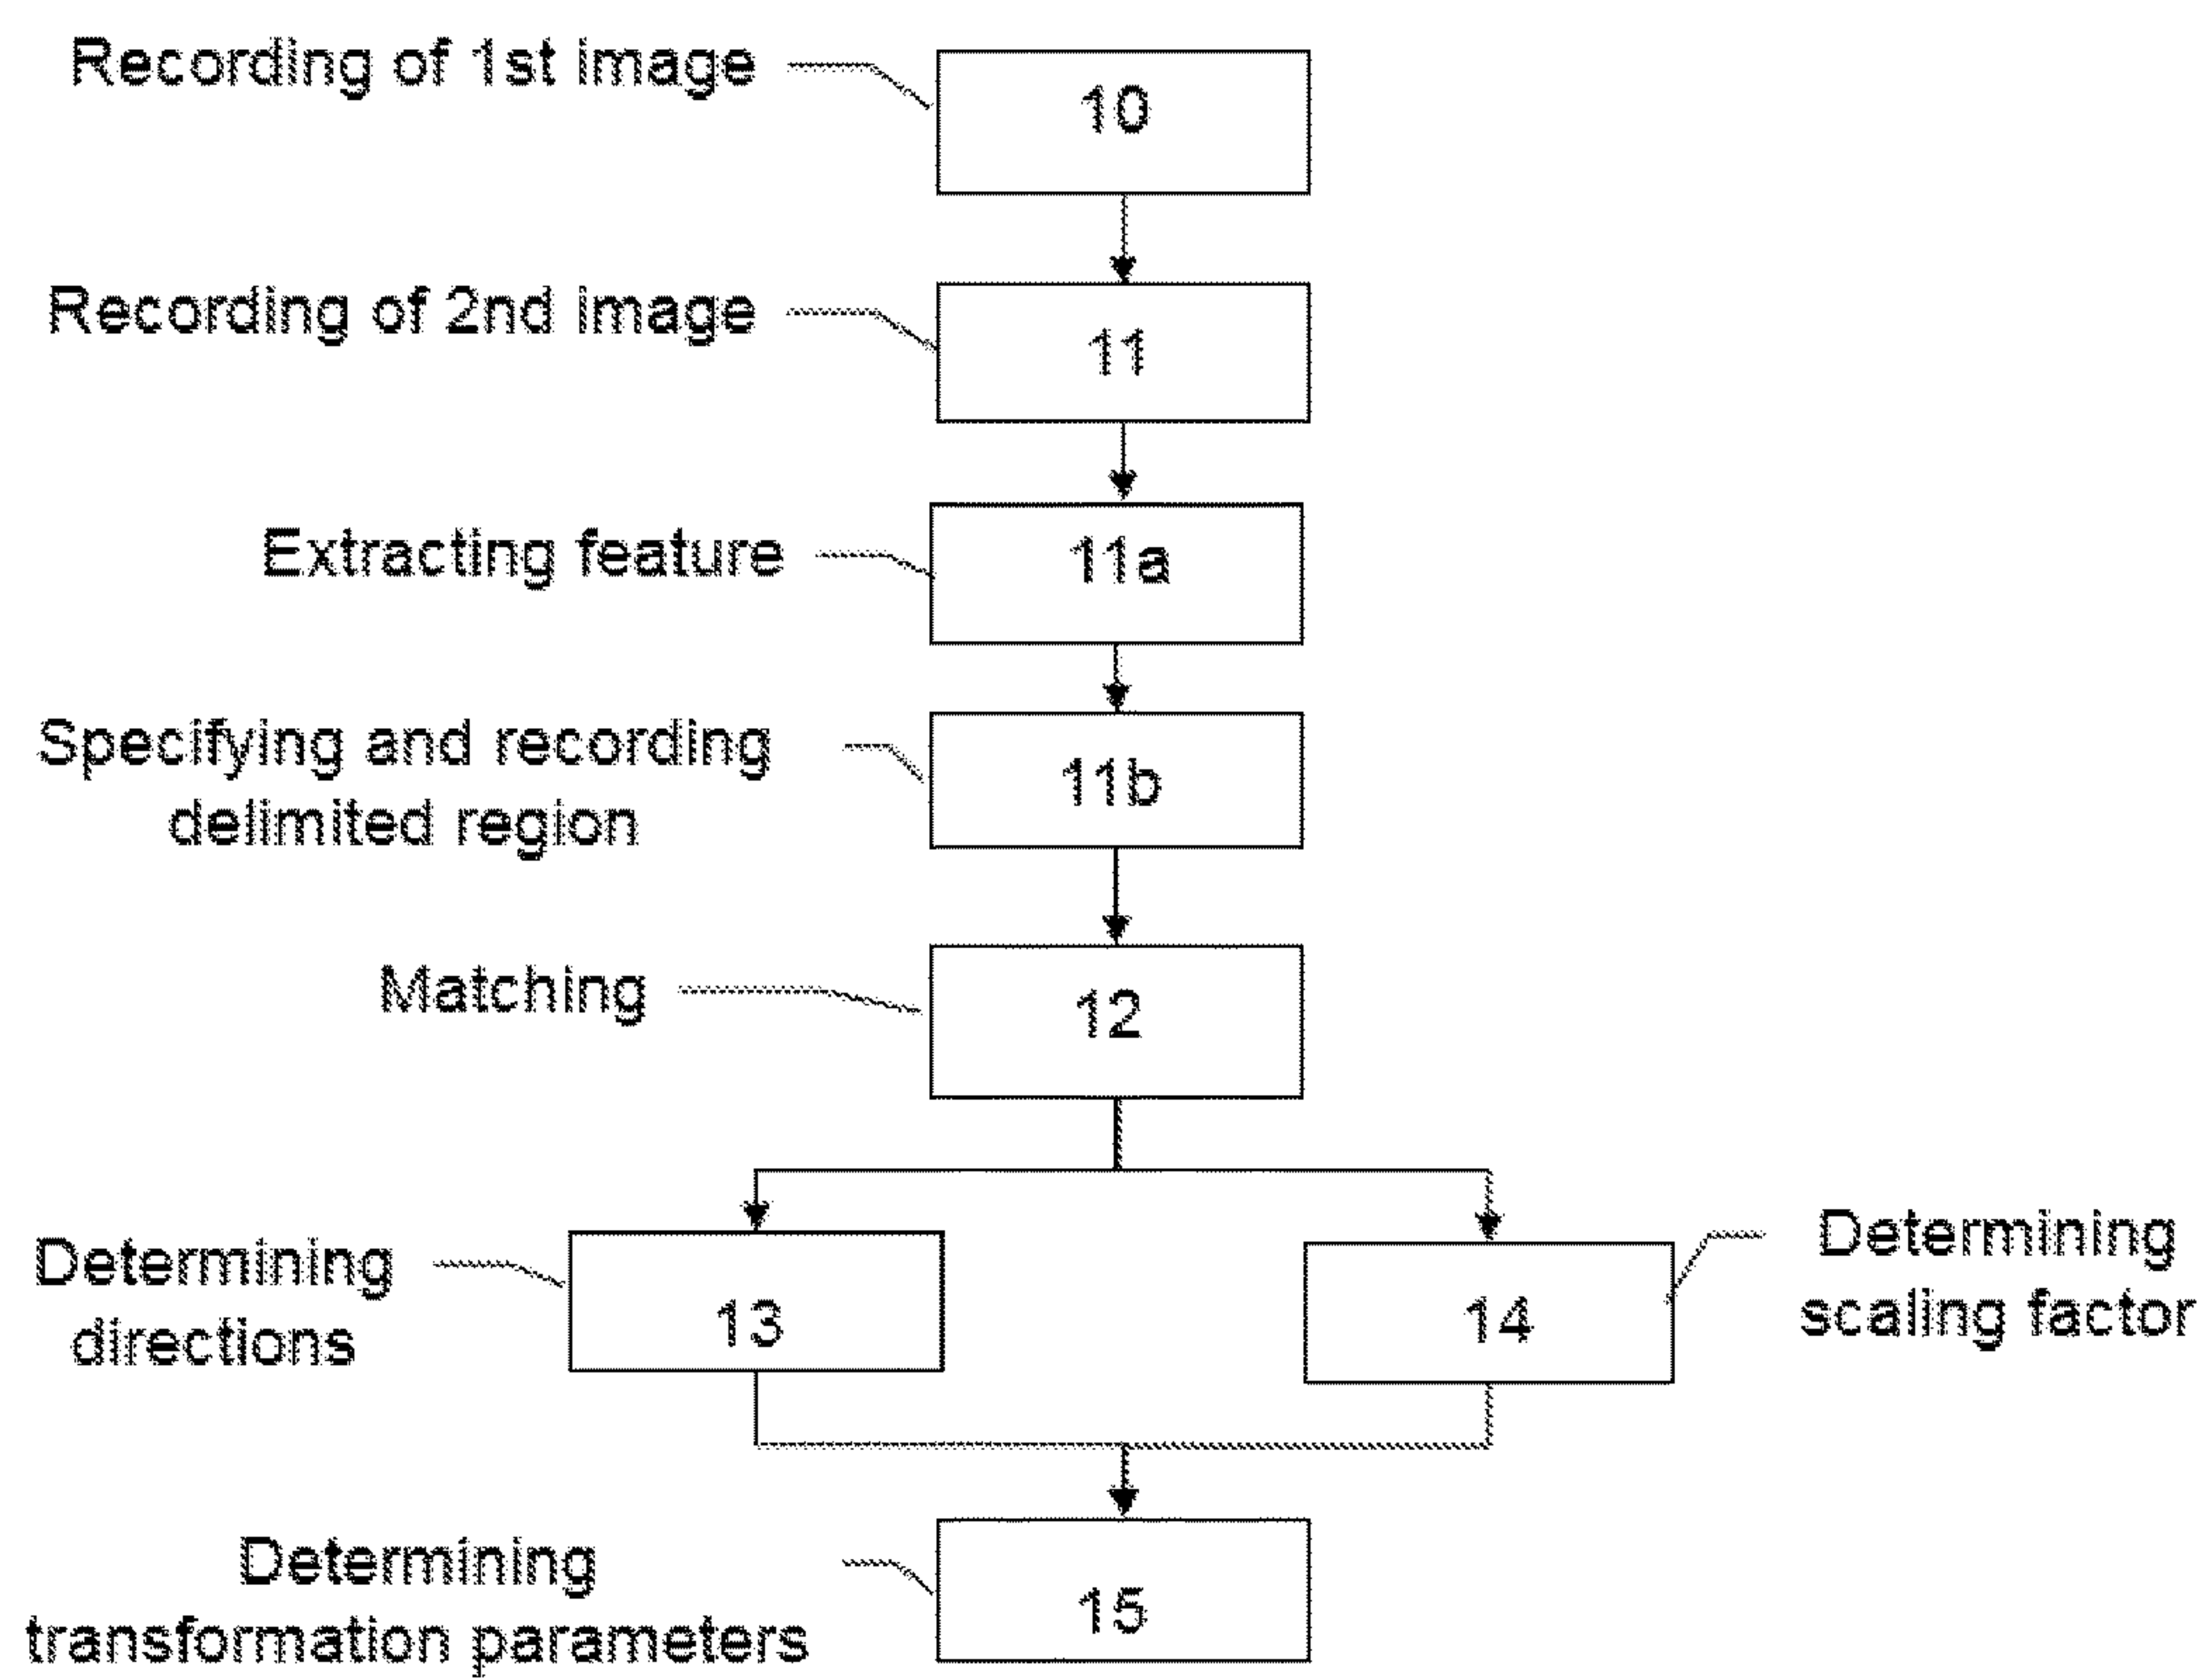 Recording of 1st image
10
Recording of 2nd image
11
Extracting feature
11a
Specifying and recording
delimited region
11b
Matching
12
Determining
directions
13
14
Determining
scaling factor
Determining
transformation parameters
15